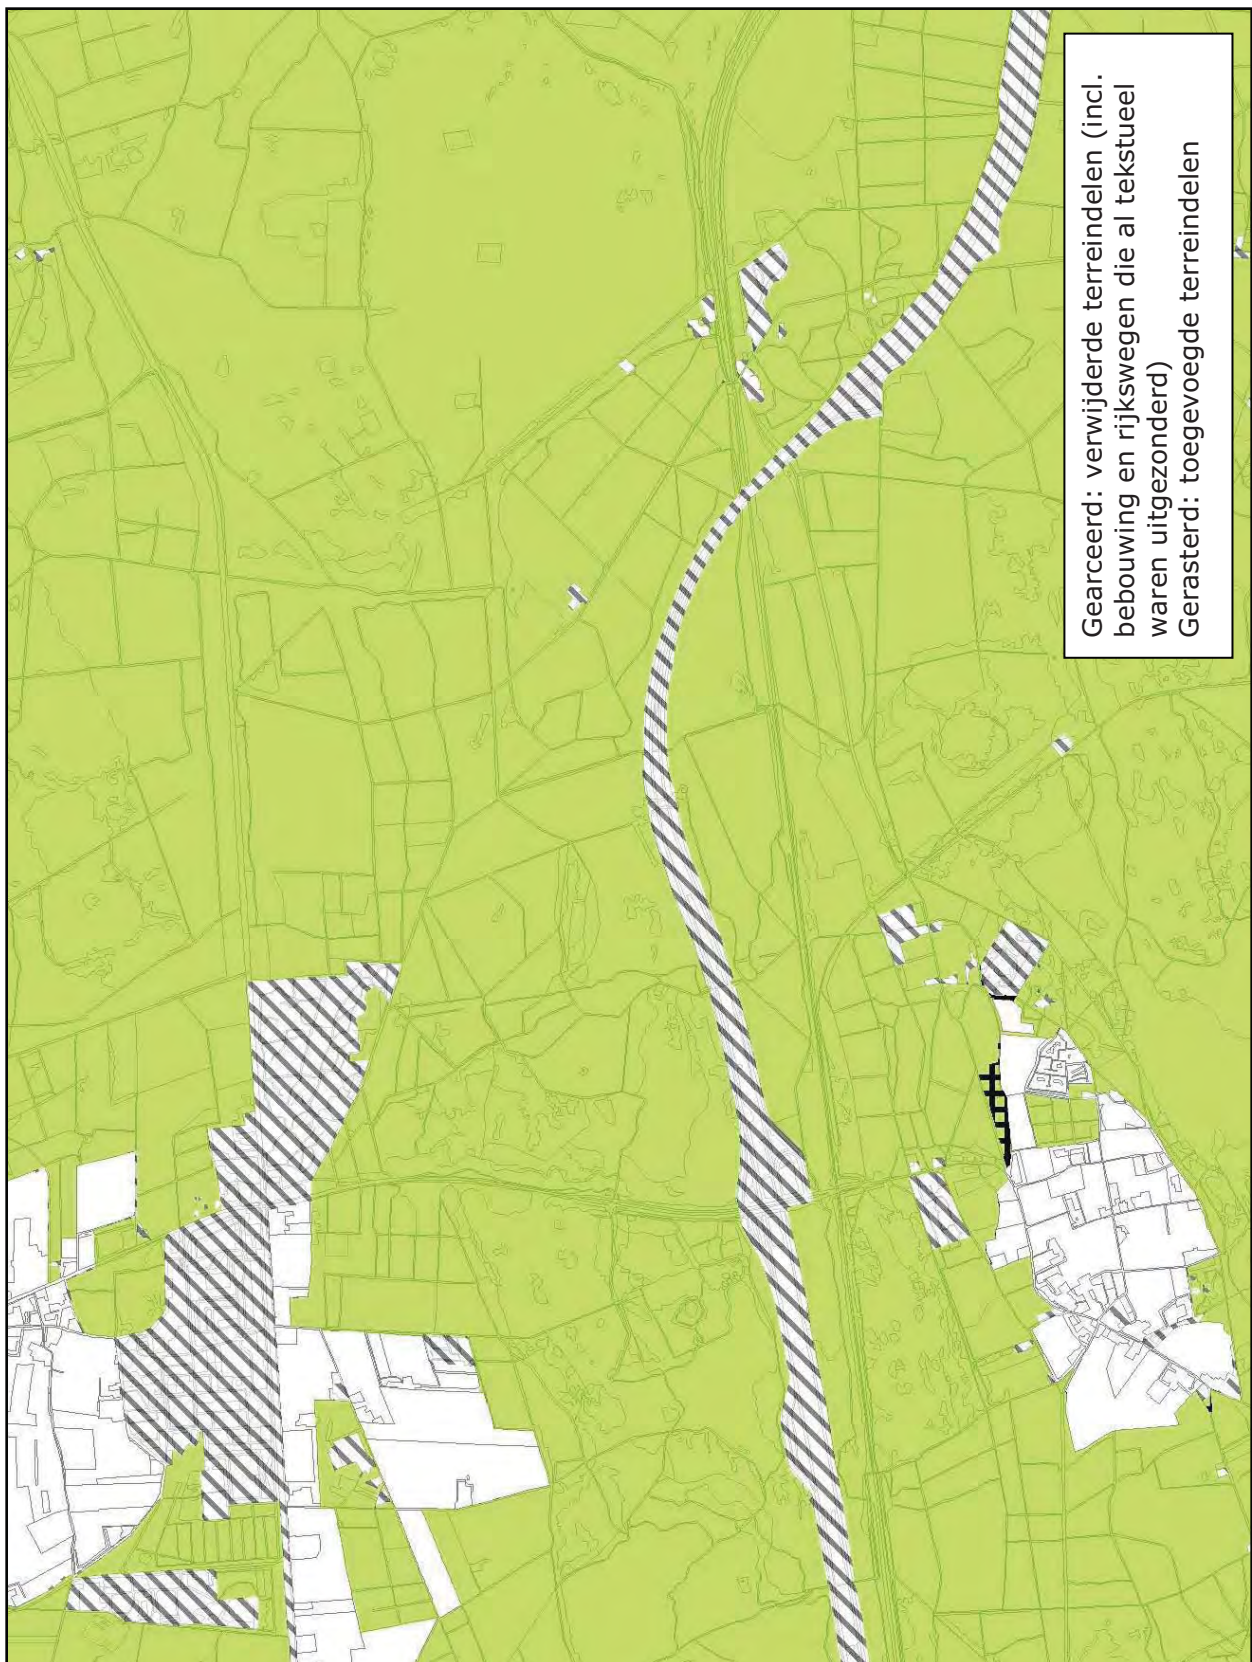 Gearceerd: verwijderde terreindelen (incl.
bebouwing en rijkswegen die al tekstueel
waren uitgezonderd)
Gerasterd: toegevoegde terreindelen